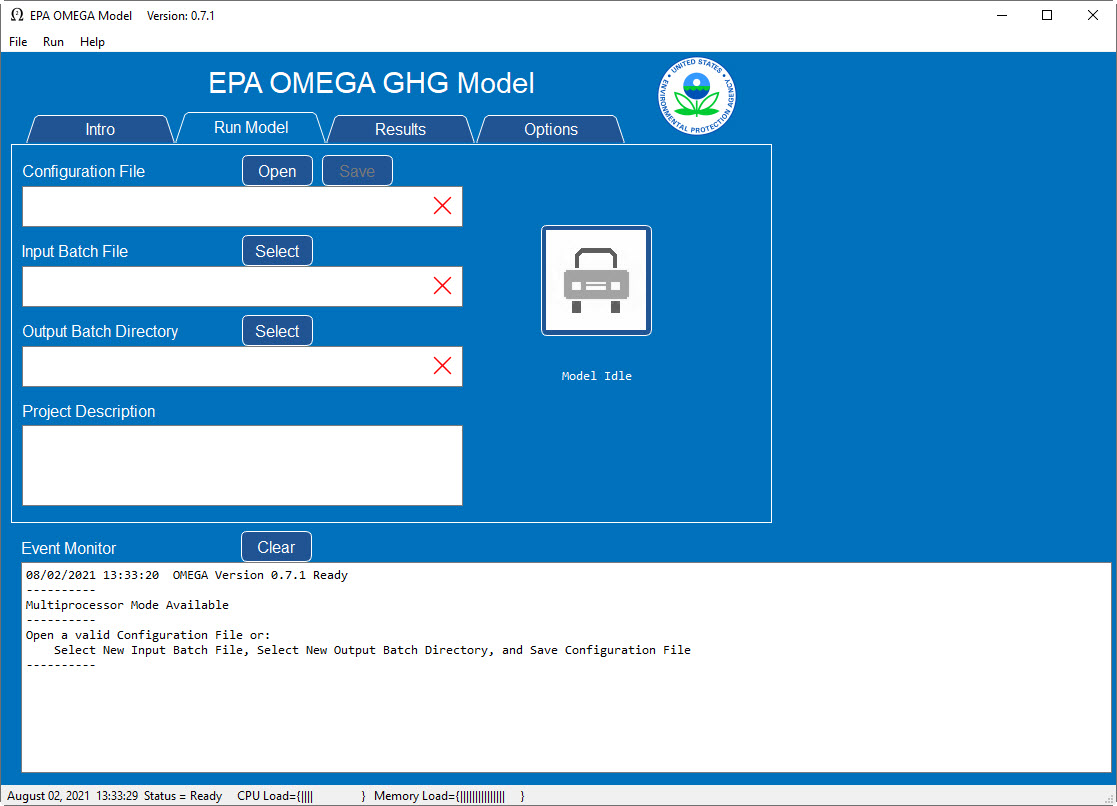 EPA OMEGA Model Version: 0.7.1
File Run Help
EPA OMEGA GHG Model
UNITED STATES ENVIRONMENTAL PROTECTION AGENCY
Intro Run Model Results Options
Configuration File Open Save
Input Batch File Select
Output Batch Directory Select
Model Idle
Project Description
Event Monitor Clear
08/02/2021 13:33:20  OMEGA Version 0.7.1 Ready
----------
Multiprocessor Mode Available
----------
Open a valid Configuration File or:
    Select New Input Batch File, Select New Output Batch Directory, and Save Configuration File
----------
August 02, 2021 13:33:29 Status = Ready CPU Load={|||| } Memory Load={||||||||||||||| }